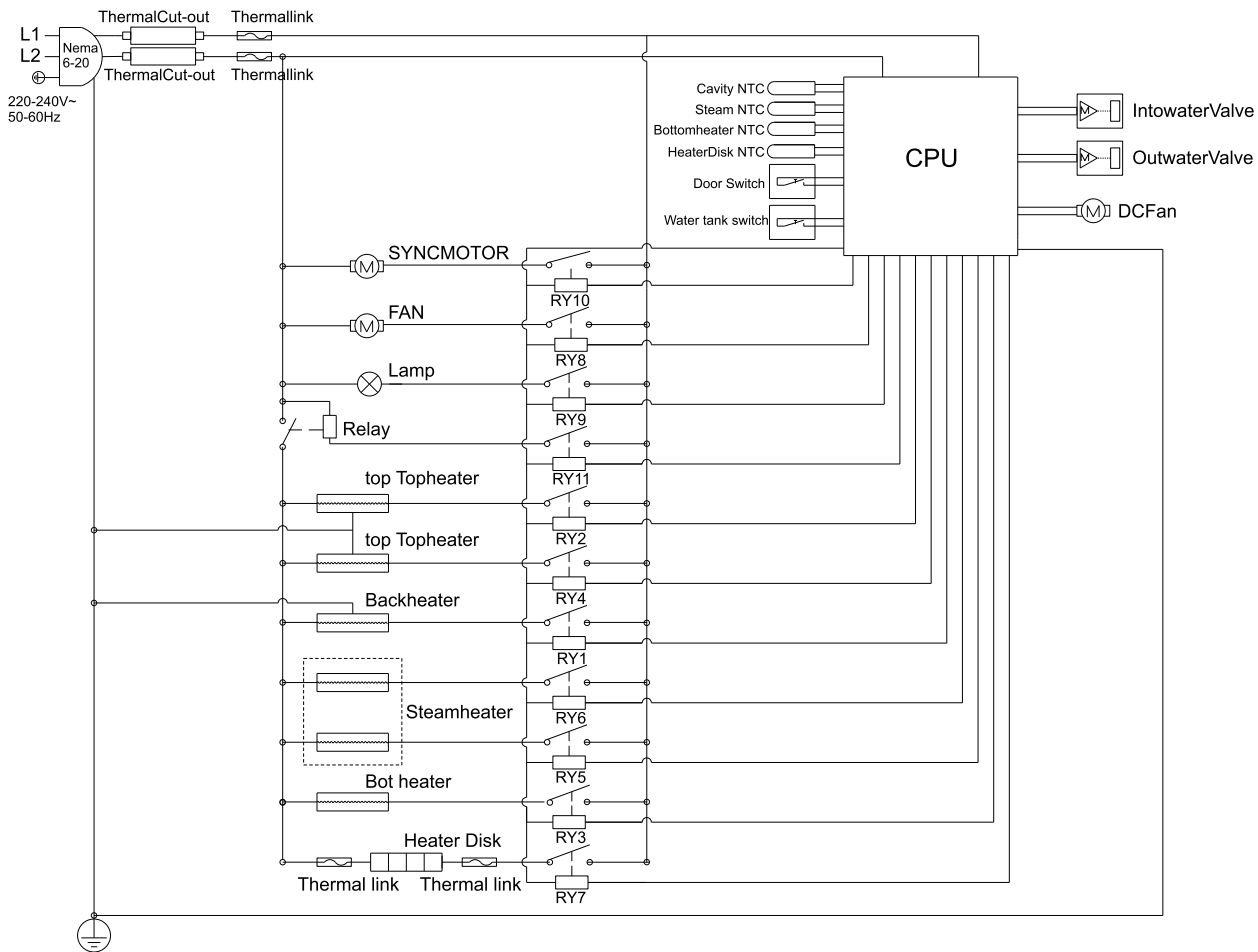 ThermalCut-out
Thermallink
L1
L2
Nema
6-20
ThermalCut-out
Thermallink
220-240V~
50-60Hz
Cavity NTC
Steam NTC
Bottomheater NTC
HeaterDisk NTC
Door Switch
Water tank switch
CPU
M
IntowaterValve
M
OutwaterValve
M
DCFan
SYNCMOTOR
M
RY10
FAN
M
RY8
Lamp
RY9
Relay
RY11
top Topheater
RY2
top Topheater
RY4
Backheater
RY1
RY6
Steamheater
RY5
Bot heater
RY3
Heater Disk
Thermal link
Thermal link
RY7